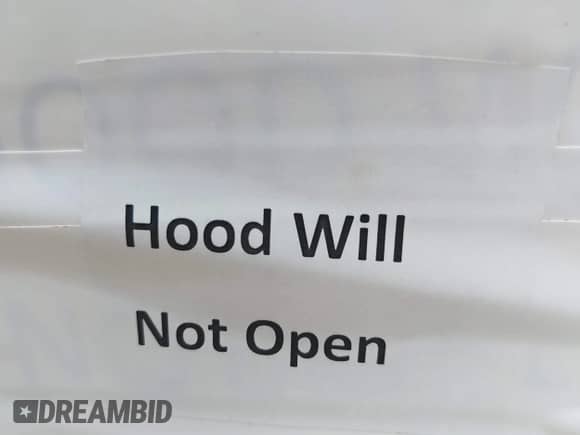 Hood Will
Not Open
DREAMBID